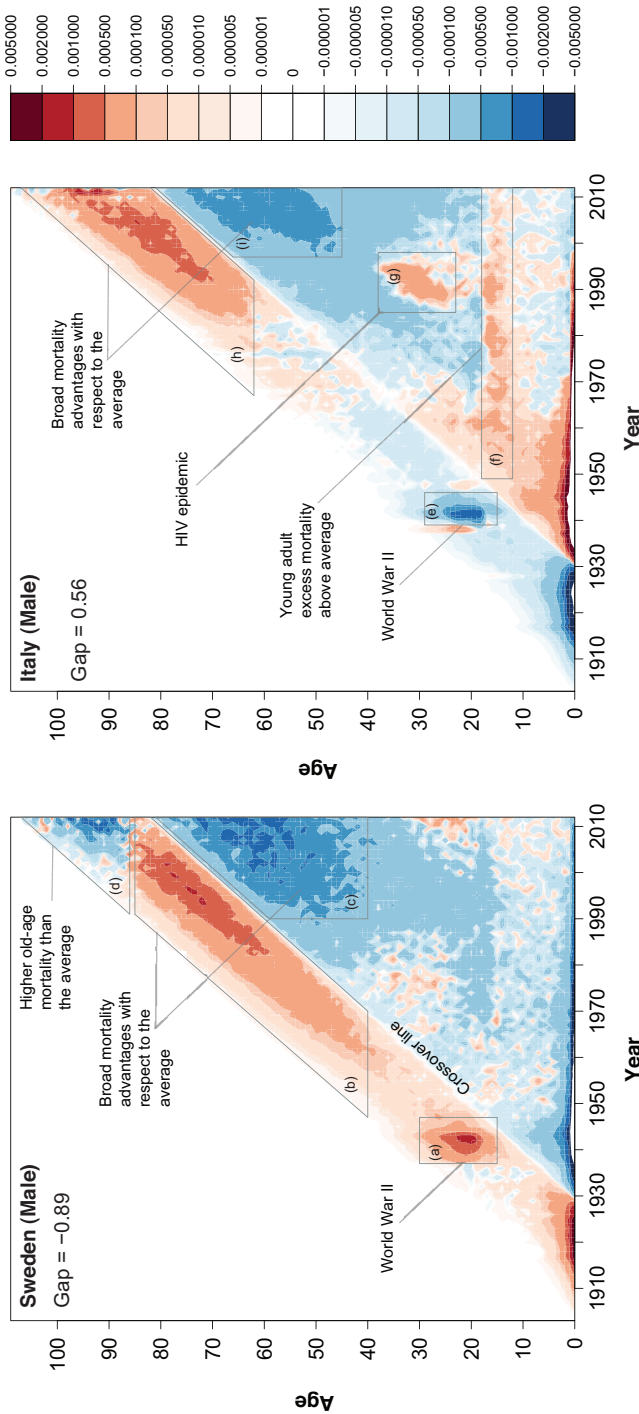 Sweden (Male)
Gap = −0.89
Higher old-age
mortality than
the average
Broad mortality
advantages with
respect to the
average
World War II
Crossover line
(a)
(b)
(c)
(d)
Age
0
10
20
30
40
50
60
70
80
90
100
1910
1930
1950
1970
1990
2010
Year
Italy (Male)
Gap = 0.56
Broad mortality
advantages with
respect to the
average
HIV epidemic
Young adult
excess mortality
above average
World War II
(e)
(f)
(g)
(h)
(i)
Age
0
10
20
30
40
50
60
70
80
90
100
1910
1930
1950
1970
1990
2010
Year
0.005000
0.002000
0.001000
0.000500
0.000100
0.000050
0.000010
0.000005
0.000001
0
−0.000001
−0.000005
−0.000010
−0.000050
−0.000100
−0.000500
−0.001000
−0.002000
−0.005000